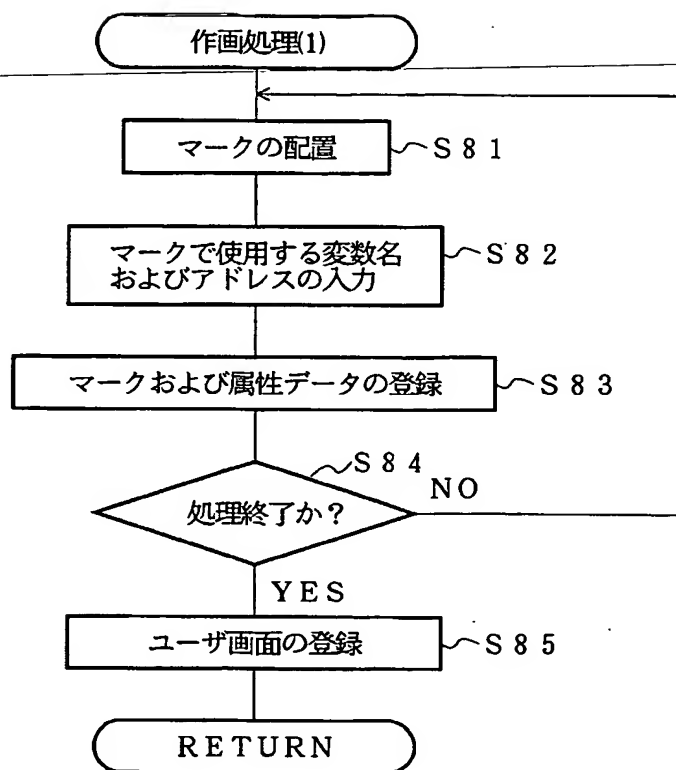 作画処理(1)
マークの配置
S81
マークで使用する変数名
およびアドレスの入力
S82
マークおよび属性データの登録
S83
S84
処理終了か？
NO
YES
ユーザ画面の登録
S85
RETURN